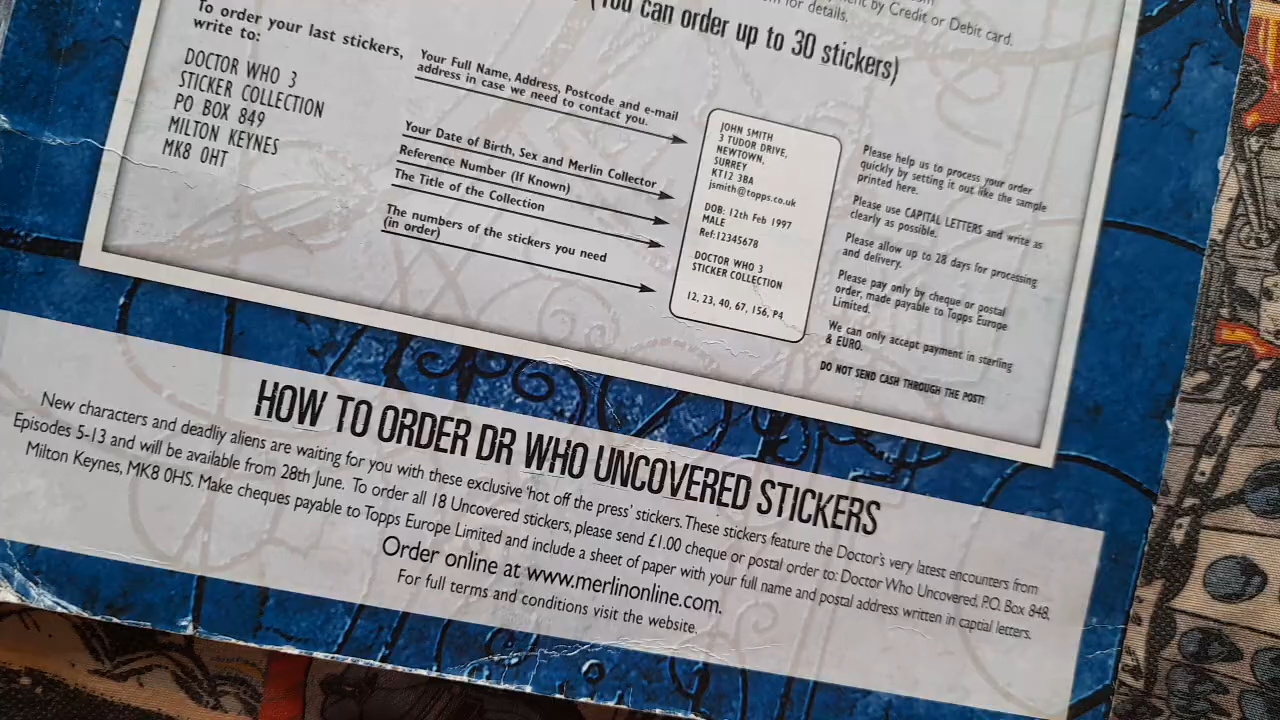 m for details.
ment by Credit or Debit card.
(You can order up to 30 stickers)
To order your last stickers,
write to:
DOCTOR WHO 3
STICKER COLLECTION
PO BOX 849
MILTON KEYNES
MK8 0HT
Your Full Name, Address, Postcode and e-mail
address in case we need to contact you.
Your Date of Birth, Sex and Merlin Collector
Reference Number (If Known)
The Title of the Collection
The numbers of the stickers you need
(in order)
JOHN SMITH
3 TUDOR DRIVE,
NEWTOWN,
SURREY
KT12 3BA
jsmith@topps.co.uk
DOB: 12th Feb 1997
MALE
Ref:12345678
DOCTOR WHO 3
STICKER COLLECTION
12, 23, 40, 67, 156, P4
Please help us to process your order
quickly by setting it out like the sample
printed here.
Please use CAPITAL LETTERS and write as
clearly as possible.
Please allow up to 28 days for processing
and delivery.
Please pay only by cheque or postal
order, made payable to Topps Europe
Limited.
We can only accept payment in sterling
& EURO.
DO NOT SEND CASH THROUGH THE POST!
HOW TO ORDER DR WHO UNCOVERED STICKERS
New characters and deadliy aliens are waiting for you with these exclusive 'hot off the press' stickers. These stickers feature the Doctor's very latest encounters from
Episodes 5-13 and will be available from 28th June. To order all 18 Uncovered stickers, please send £1.00 cheque or postal order to: Doctor Who Uncovered, P.O. Box 848,
Milton Keynes, MK8 0HS. Make cheques payable to Topps Europe Limited and include a sheet of paper with your full name and postal address written in captial letters.
Order online at www.merlinonline.com.
For full terms and conditions visit the website.